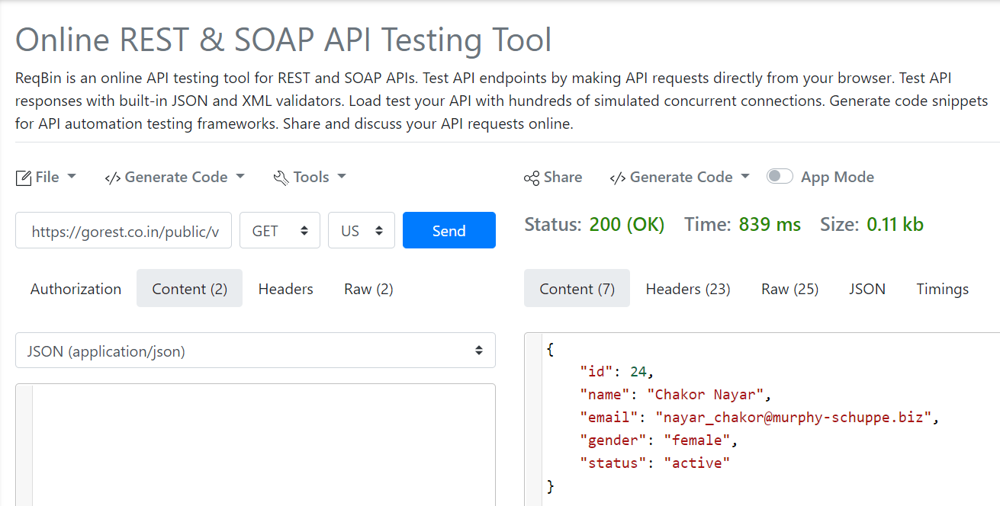 Online REST & SOAP API Testing Tool
ReqBin is an online API testing tool for REST and SOAP APIs. Test API endpoints by making API requests directly from your browser. Test API
responses with built-in JSON and XML validators. Load test your API with hundreds of simulated concurrent connections. Generate code snippets
for API automation testing frameworks. Share and discuss your API requests online.
File </> Generate Code Tools
https://gorest.co.in/public/v GET US Send
Authorization Content (2) Headers Raw (2)
JSON (application/json)
Share </> Generate Code App Mode
Status: 200 (OK) Time: 839 ms Size: 0.11 kb
Content (7) Headers (23) Raw (25) JSON Timings
{
"id": 24,
"name": "Chakor Nayar",
"email": "nayar_chakor@murphy-schuppe.biz",
"gender": "female",
"status": "active"
}